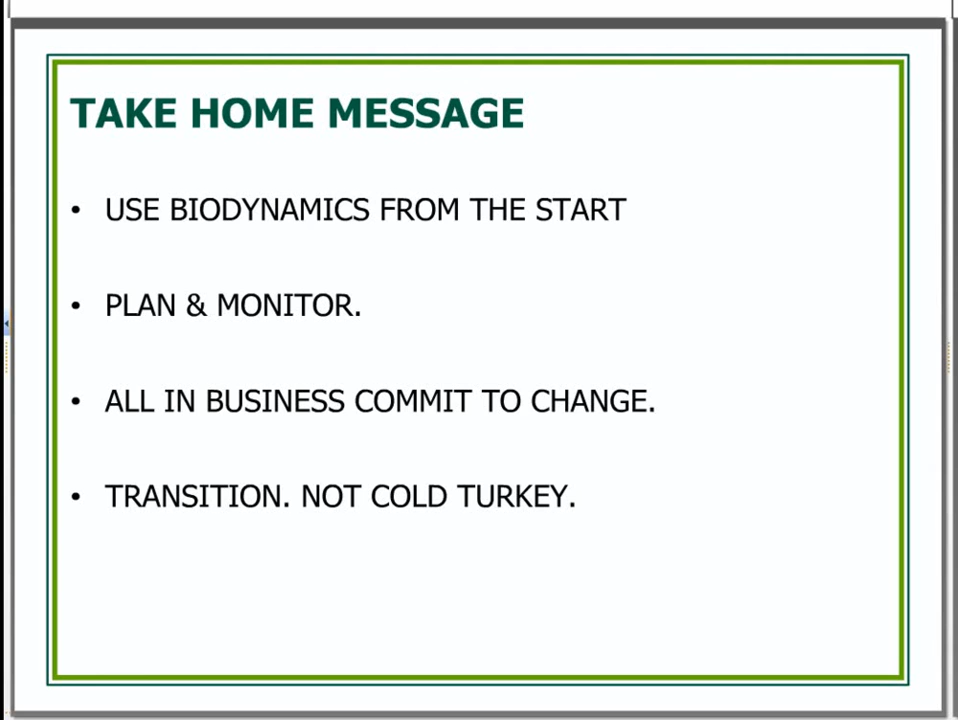 TAKE HOME MESSAGE
• USE BIODYNAMICS FROM THE START
• PLAN & MONITOR.
• ALL IN BUSINESS COMMIT TO CHANGE.
• TRANSITION. NOT COLD TURKEY.